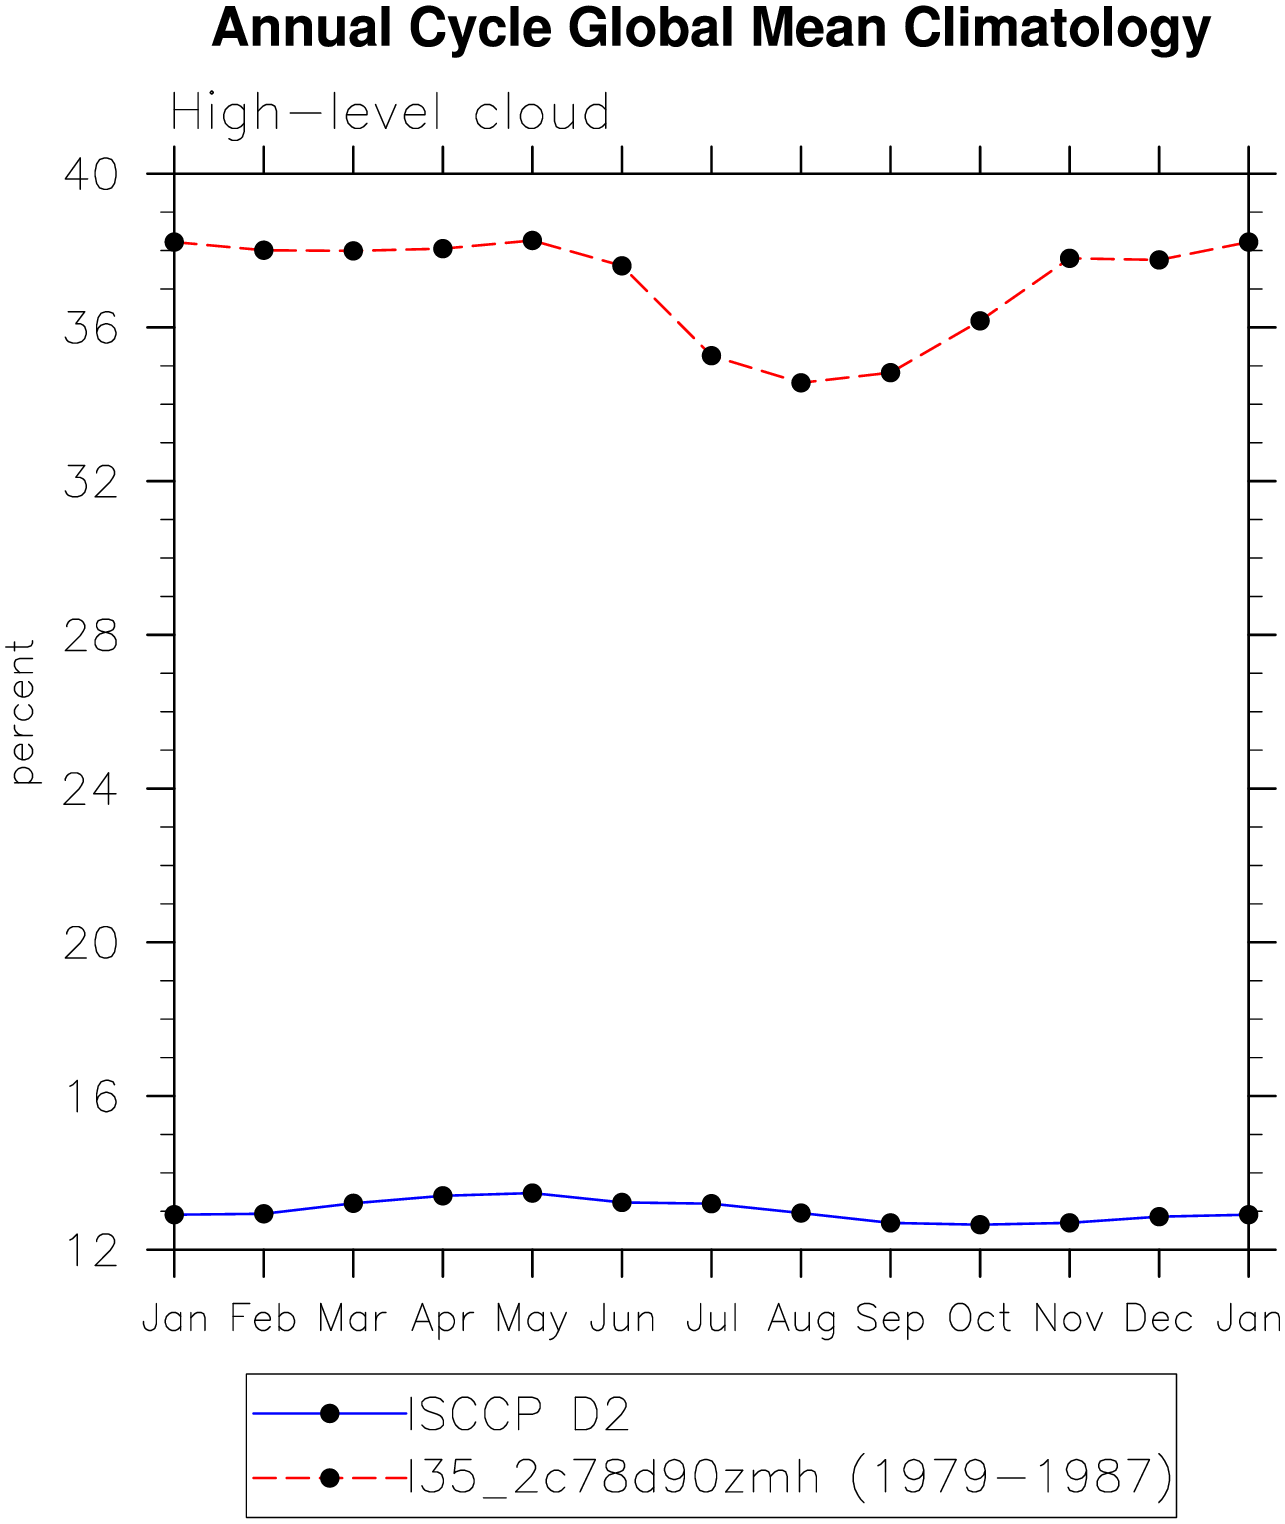 Annual Cycle Global Mean Climatology
High-level cloud
40
36
32
28
24
20
16
12
percent
Jan Feb Mar Apr May Jun Jul Aug Sep Oct Nov Dec Jan
ISCCP D2
I35_2c78d90zmh (1979-1987)